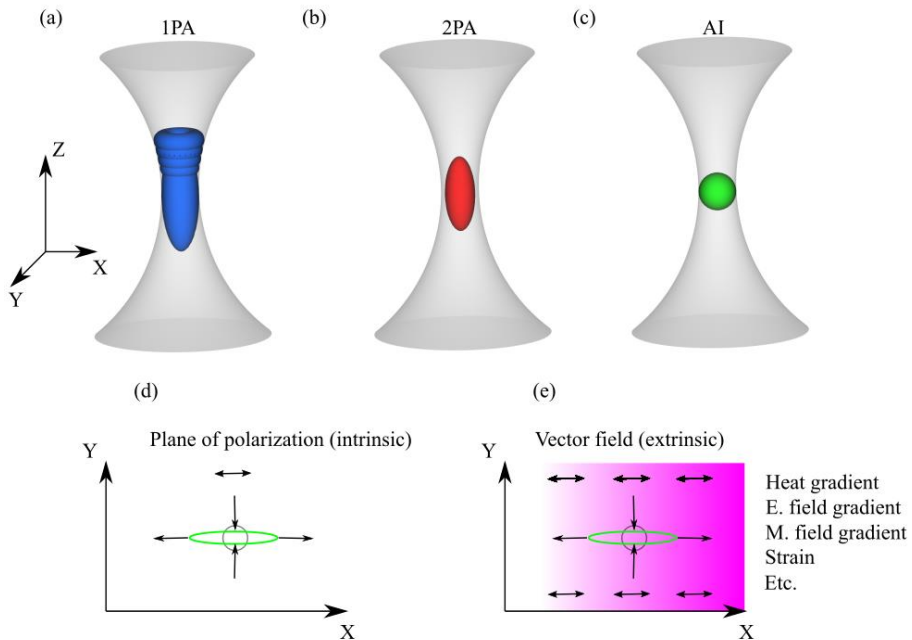 (a)
1PA
(b)
2PA
(c)
AI
Z
X
Y
(d)
Plane of polarization (intrinsic)
Y
X
(e)
Vector field (extrinsic)
Y
X
Heat gradient
E. field gradient
M. field gradient
Strain
Etc.